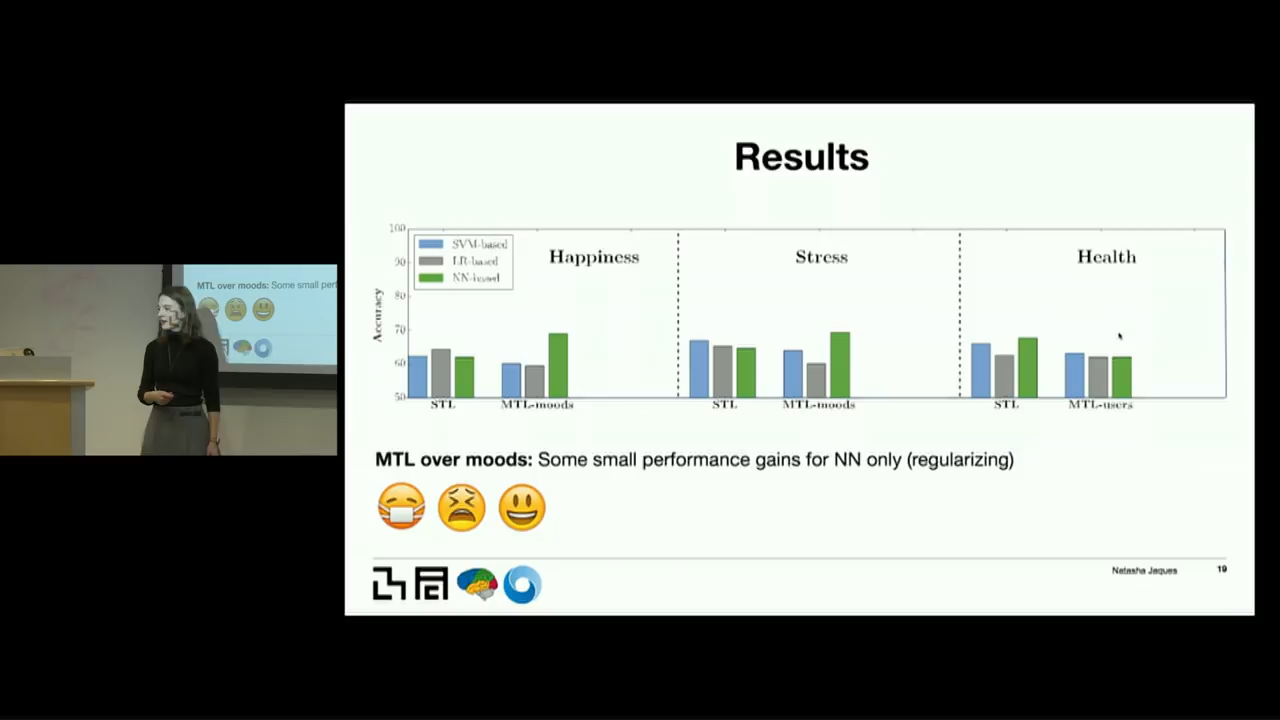 MTL over moods: Some small perf
Results
100
90
80
70
60
50
Accuracy
SVM-based
LR-based
NN-based
Happiness
Stress
Health
STL
MTL-moods
STL
MTL-moods
STL
MTL-users
MTL over moods: Some small performance gains for NN only (regularizing)
Natasha Jaques
19